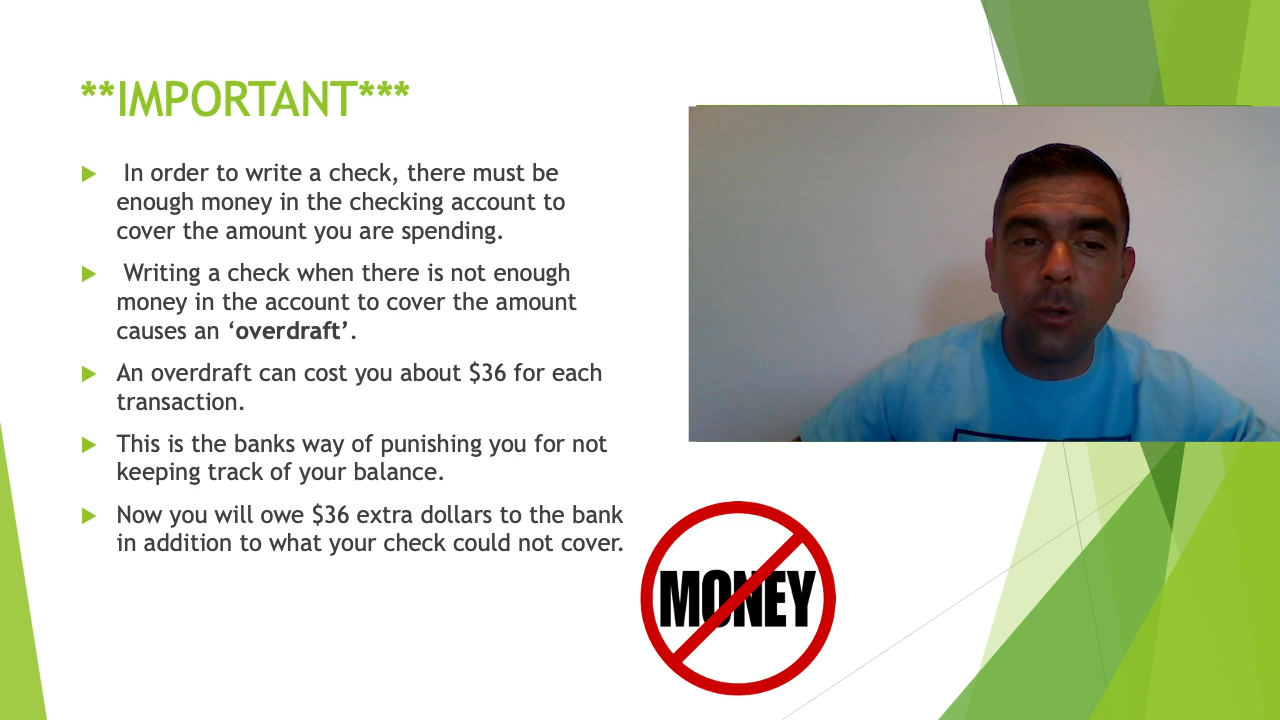 **IMPORTANT***
In order to write a check, there must be
enough money in the checking account to
cover the amount you are spending.
Writing a check when there is not enough
money in the account to cover the amount
causes an ‘overdraft’.
An overdraft can cost you about $36 for each
transaction.
This is the banks way of punishing you for not
keeping track of your balance.
Now you will owe $36 extra dollars to the bank
in addition to what your check could not cover.
MONEY